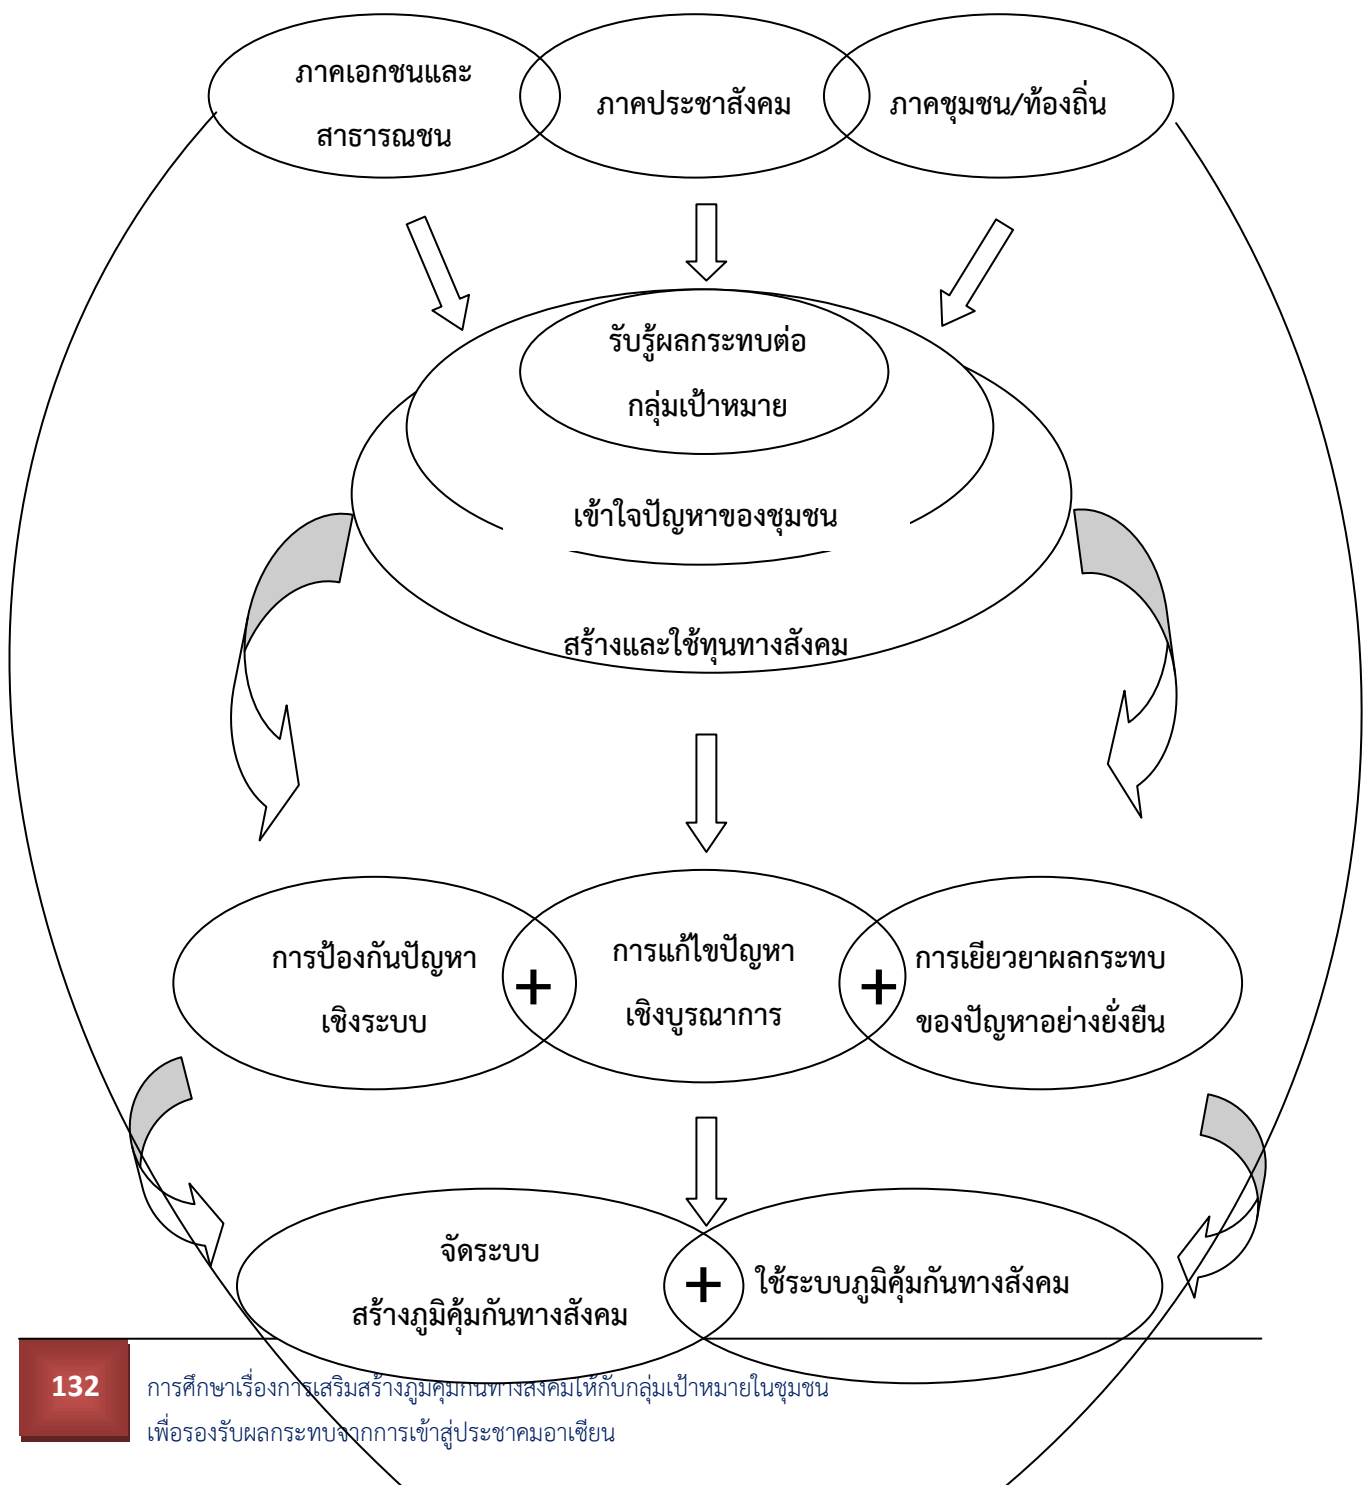 ภาคเอกชนและ
สาธารณชน
ภาคประชาสังคม
ภาคชุมชน/ท้องถิ่น
รับรู้ผลกระทบต่อ
กลุ่มเป้าหมาย
เข้าใจปัญหาของชุมชน
สร้างและใช้ทุนทางสังคม
การป้องกันปัญหา
เชิงระบบ
+
การแก้ไขปัญหา
เชิงบูรณาการ
+
การเยียวยาผลกระทบ
ของปัญหาอย่างยั่งยืน
จัดระบบ
สร้างภูมิคุ้มกันทางสังคม
+
ใช้ระบบภูมิคุ้มกันทางสังคม
132
การศึกษาเรื่องการเสริมสร้างภูมิคุ้มกันทางสังคมให้กับกลุ่มเป้าหมายในชุมชน
เพื่อรองรับผลกระทบจากการเข้าสู่ประชาคมอาเซียน